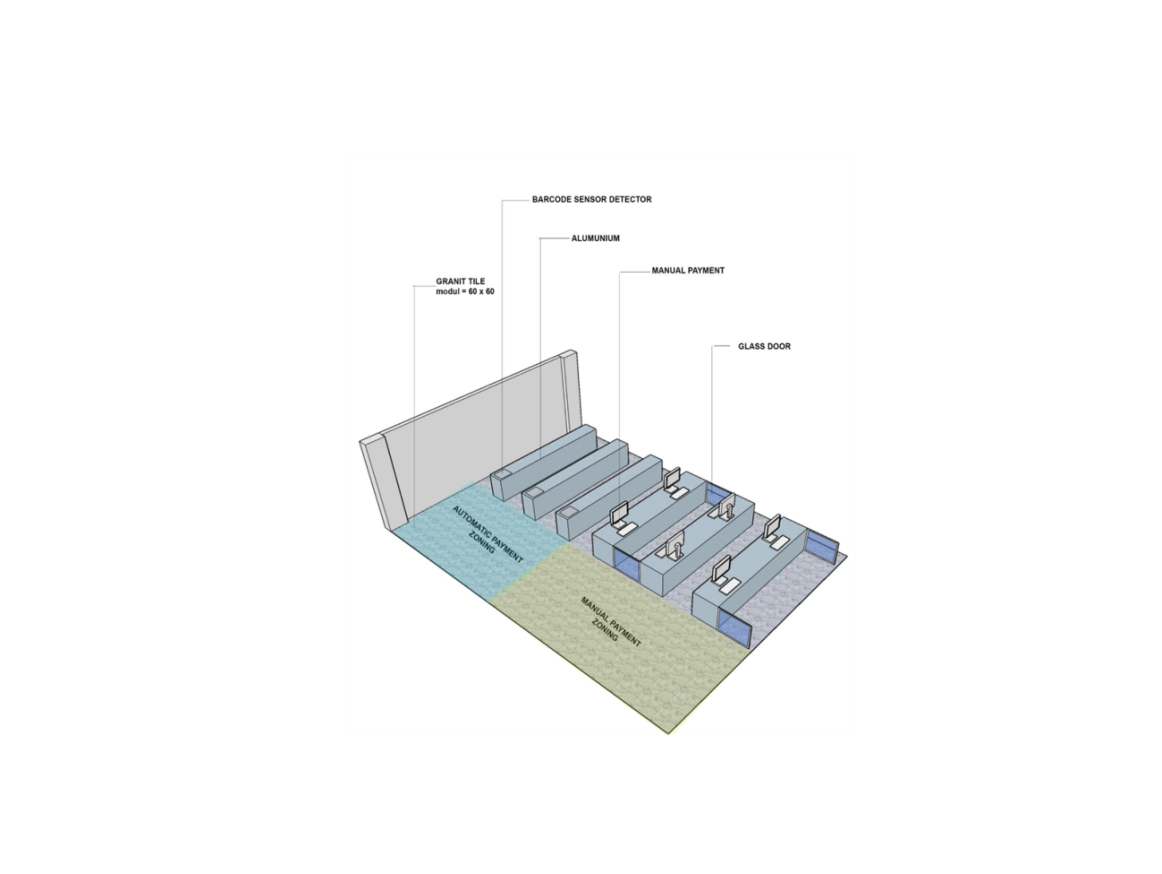 BARCODE SENSOR DETECTOR
ALUMUNIUM
MANUAL PAYMENT
GRANIT TILE
modul = 60 x 60
GLASS DOOR
AUTOMATIC PAYMENT
ZONING
MANUAL PAYMENT
ZONING